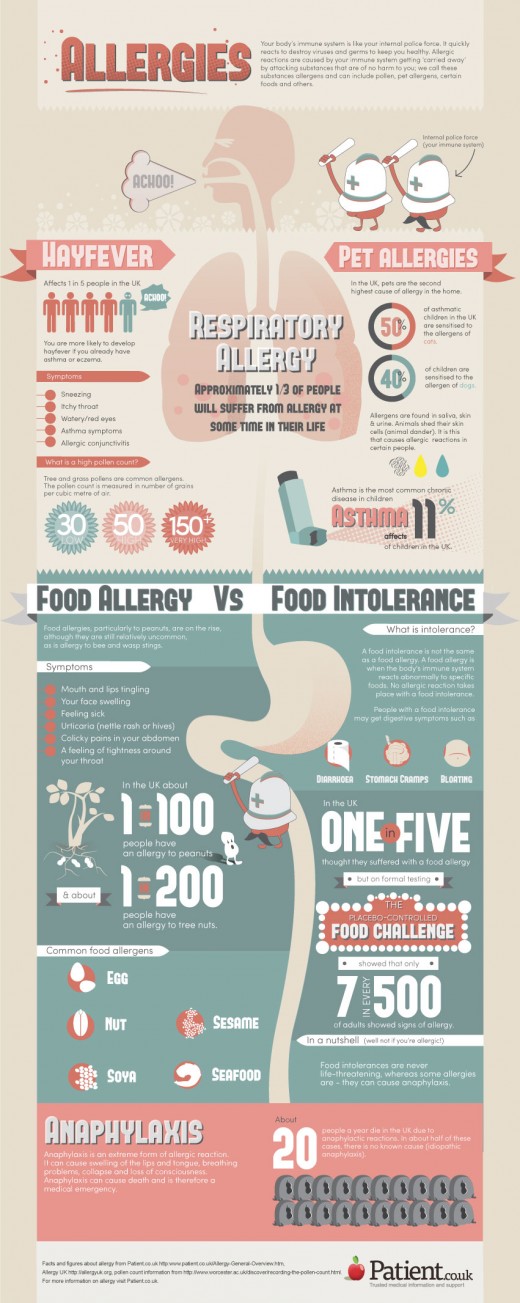 ALLERGIES
Your body's immune system is like your internal police force. It quickly
reacts to destroy viruses and germs to keep you healthy. Allergic
reactions are caused by your immune system getting 'carried away'
by attacking substances that are of no harm to you; we call these
substances allergens and can include pollen, pet allergens, certain
foods and others.
Internal police force
(your immune system)
ACHOO!
HAYFEVER
Affects 1 in 5 people in the UK
ACHOO!
You are more likely to develop
hayfever if you already have
asthma or eczema.
Symptoms
Sneezing
Itchy throat
Watery/red eyes
Asthma symptoms
Allergic conjunctivitis
What is a high pollen count?
Tree and grass pollens are common allergens.
The pollen count is measured in number of grains
per cubic metre of air.
30
LOW
50
HIGH
150+
VERY HIGH
RESPIRATORY
ALLERGY
APPROXIMATELY 1/3 OF PEOPLE
WILL SUFFER FROM ALLERGY AT
SOME TIME IN THEIR LIFE
PET ALLERGIES
In the UK, pets are the second
highest cause of allergy in the home.
50%
of asthmatic
children in the UK
are sensitised to
the allergens of
cats.
40%
of children are
sensitised to the
allergen of dogs.
Allergens are found in saliva, skin
& urine. Animals shed their skin
cells (animal dander). It is this
that causes allergic reactions in
certain people.
Asthma is the most common chronic
disease in children
ASTHMA
affects
11%
of children in the UK.
FOOD ALLERGY VS FOOD INTOLERANCE
Food allergies, particularly to peanuts, are on the rise,
although they are still relatively uncommon,
as is allergy to bee and wasp stings.
Symptoms
Mouth and lips tingling
Your face swelling
Feeling sick
Urticaria (nettle rash or hives)
Colicky pains in your abdomen
A feeling of tightness around
your throat
In the UK about
1 in 100
people have
an allergy to peanuts
& about
1 in 200
people have
an allergy to tree nuts.
Common food allergens
EGG
NUT
SESAME
SOYA
SEAFOOD
What is intolerance?
A food intolerance is not the same
as a food allergy. A food allergy is
when the body's immune system
reacts abnormally to specific
foods. No allergic reaction takes
place with a food intolerance.
People with a food intolerance
may get digestive symptoms such as
DIARRHOEA
STOMACH CRAMPS
BLOATING
In the UK
ONE in FIVE
thought they suffered with a food allergy
but on formal testing
THE
PLACEBO-CONTROLLED
FOOD CHALLENGE
showed that only
7 IN EVERY 500
of adults showed signs of allergy.
In a nutshell (well not if you're allergic!)
Food intolerances are never
life-threatening, whereas some allergies
are - they can cause anaphylaxis.
ANAPHYLAXIS
Anaphylaxis is an extreme form of allergic reaction.
It can cause swelling of the lips and tongue, breathing
problems, collapse and loss of consciousness.
Anaphylaxis can cause death and is therefore a
medical emergency.
About
20
people a year die in the UK due to
anaphylactic reactions. In about half of these
cases, there is no known cause (idiopathic
anaphylaxis).
Facts and figures about allergy from Patient.co.uk http:www.patient.co.uk/Allergy-General-Overview.htm,
Allergy UK http://allergyuk.org, pollen count information from http://www.worcester.ac.uk/discover/recording-the-pollen-count.html.
For more information on allergy visit Patient.co.uk.
Patient.co.uk
Trusted medical information and support